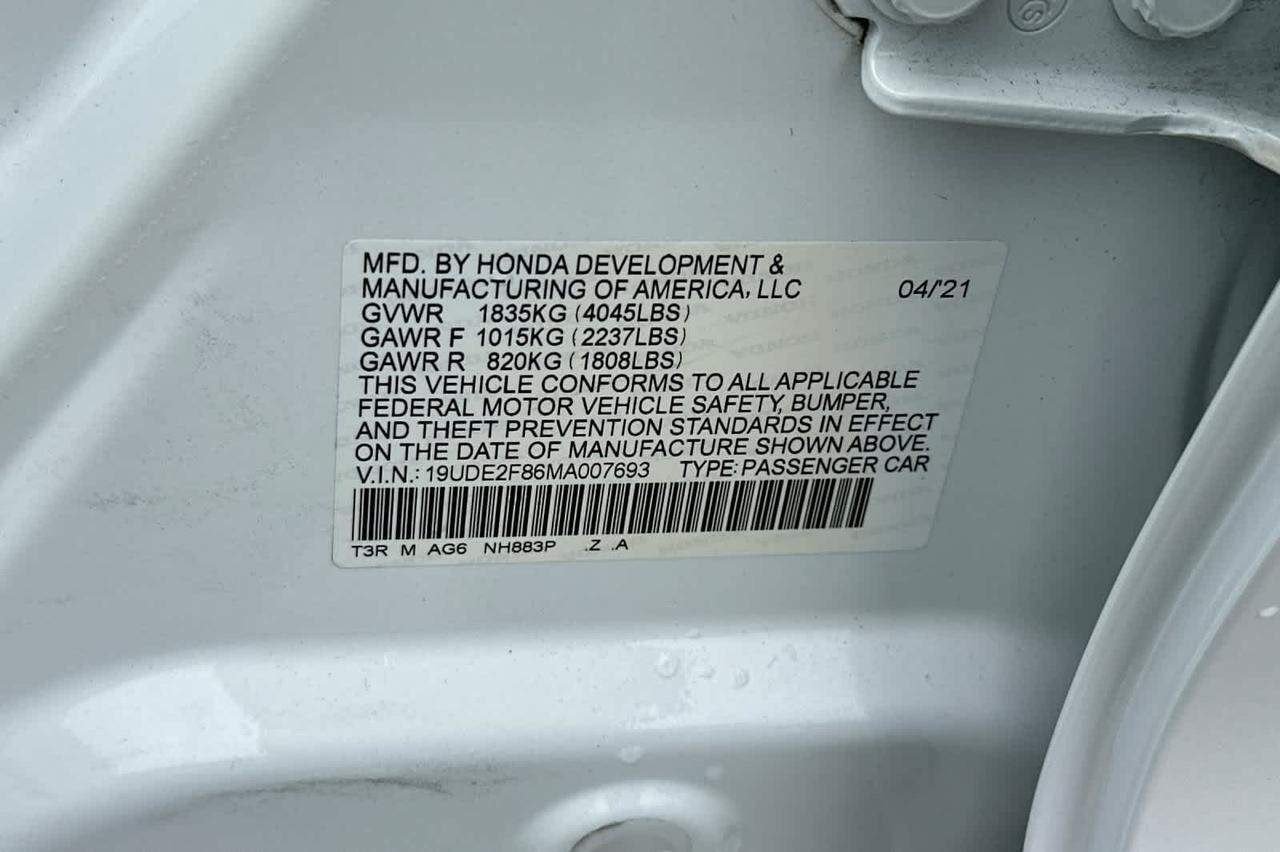 MFD. BY HONDA DEVELOPMENT &
MANUFACTURING OF AMERICA, LLC 04/'21
GVWR 1835KG (4045LBS)
GAWR F 1015KG (2237LBS)
GAWR R 820KG (1808LBS)
THIS VEHICLE CONFORMS TO ALL APPLICABLE
FEDERAL MOTOR VEHICLE SAFETY, BUMPER,
AND THEFT PREVENTION STANDARDS IN EFFECT
ON THE DATE OF MANUFACTURE SHOWN ABOVE.
V.I.N.: 19UDE2F86MA007693 TYPE: PASSENGER CAR
T3R M AG6 NH883P .Z .A